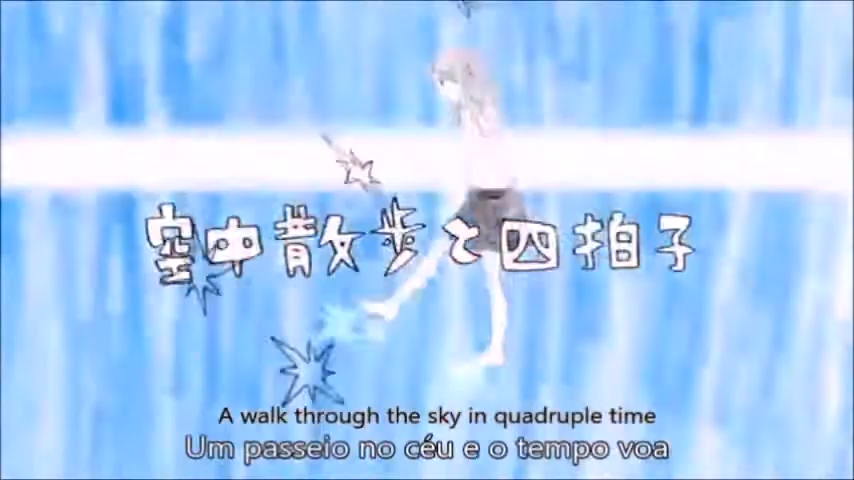 空中散歩と四拍子
A walk through the sky in quadruple time
Um passeio no céu e o tempo voa